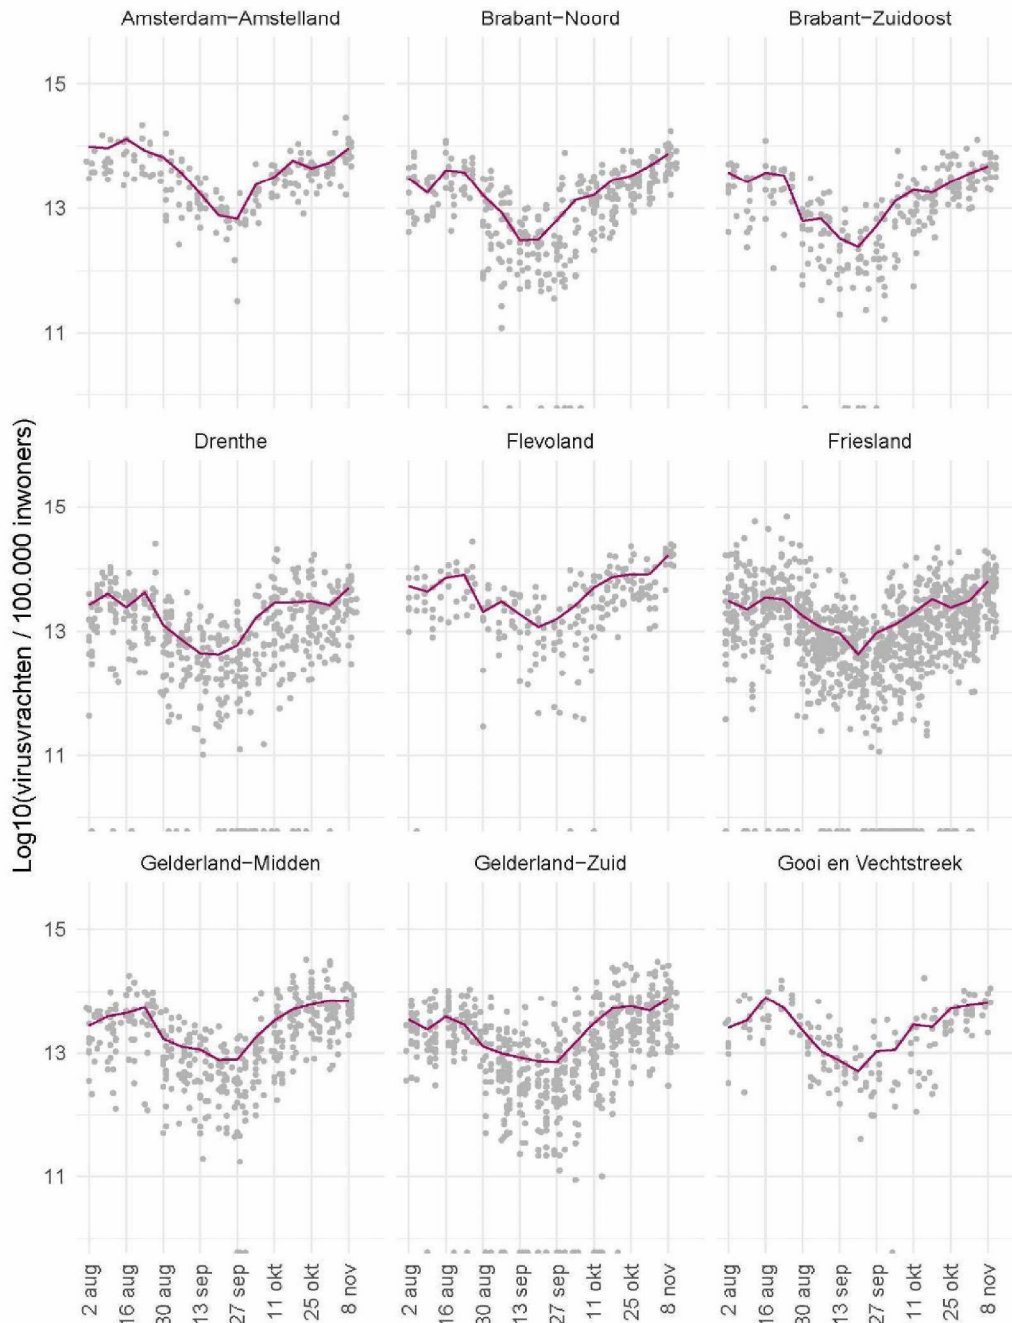 Amsterdam−Amstelland Brabant−Noord Brabant−Zuidoost
15
13
11
Drenthe Flevoland Friesland
15
13
11
Log10(virusvrachten / 100.000 inwoners)
Gelderland−Midden Gelderland−Zuid Gooi en Vechtstreek
15
13
11
2 aug 16 aug 30 aug 13 sep 27 sep 11 okt 25 okt 8 nov 2 aug 16 aug 30 aug 13 sep 27 sep 11 okt 25 okt 8 nov 2 aug 16 aug 30 aug 13 sep 27 sep 11 okt 25 okt 8 nov